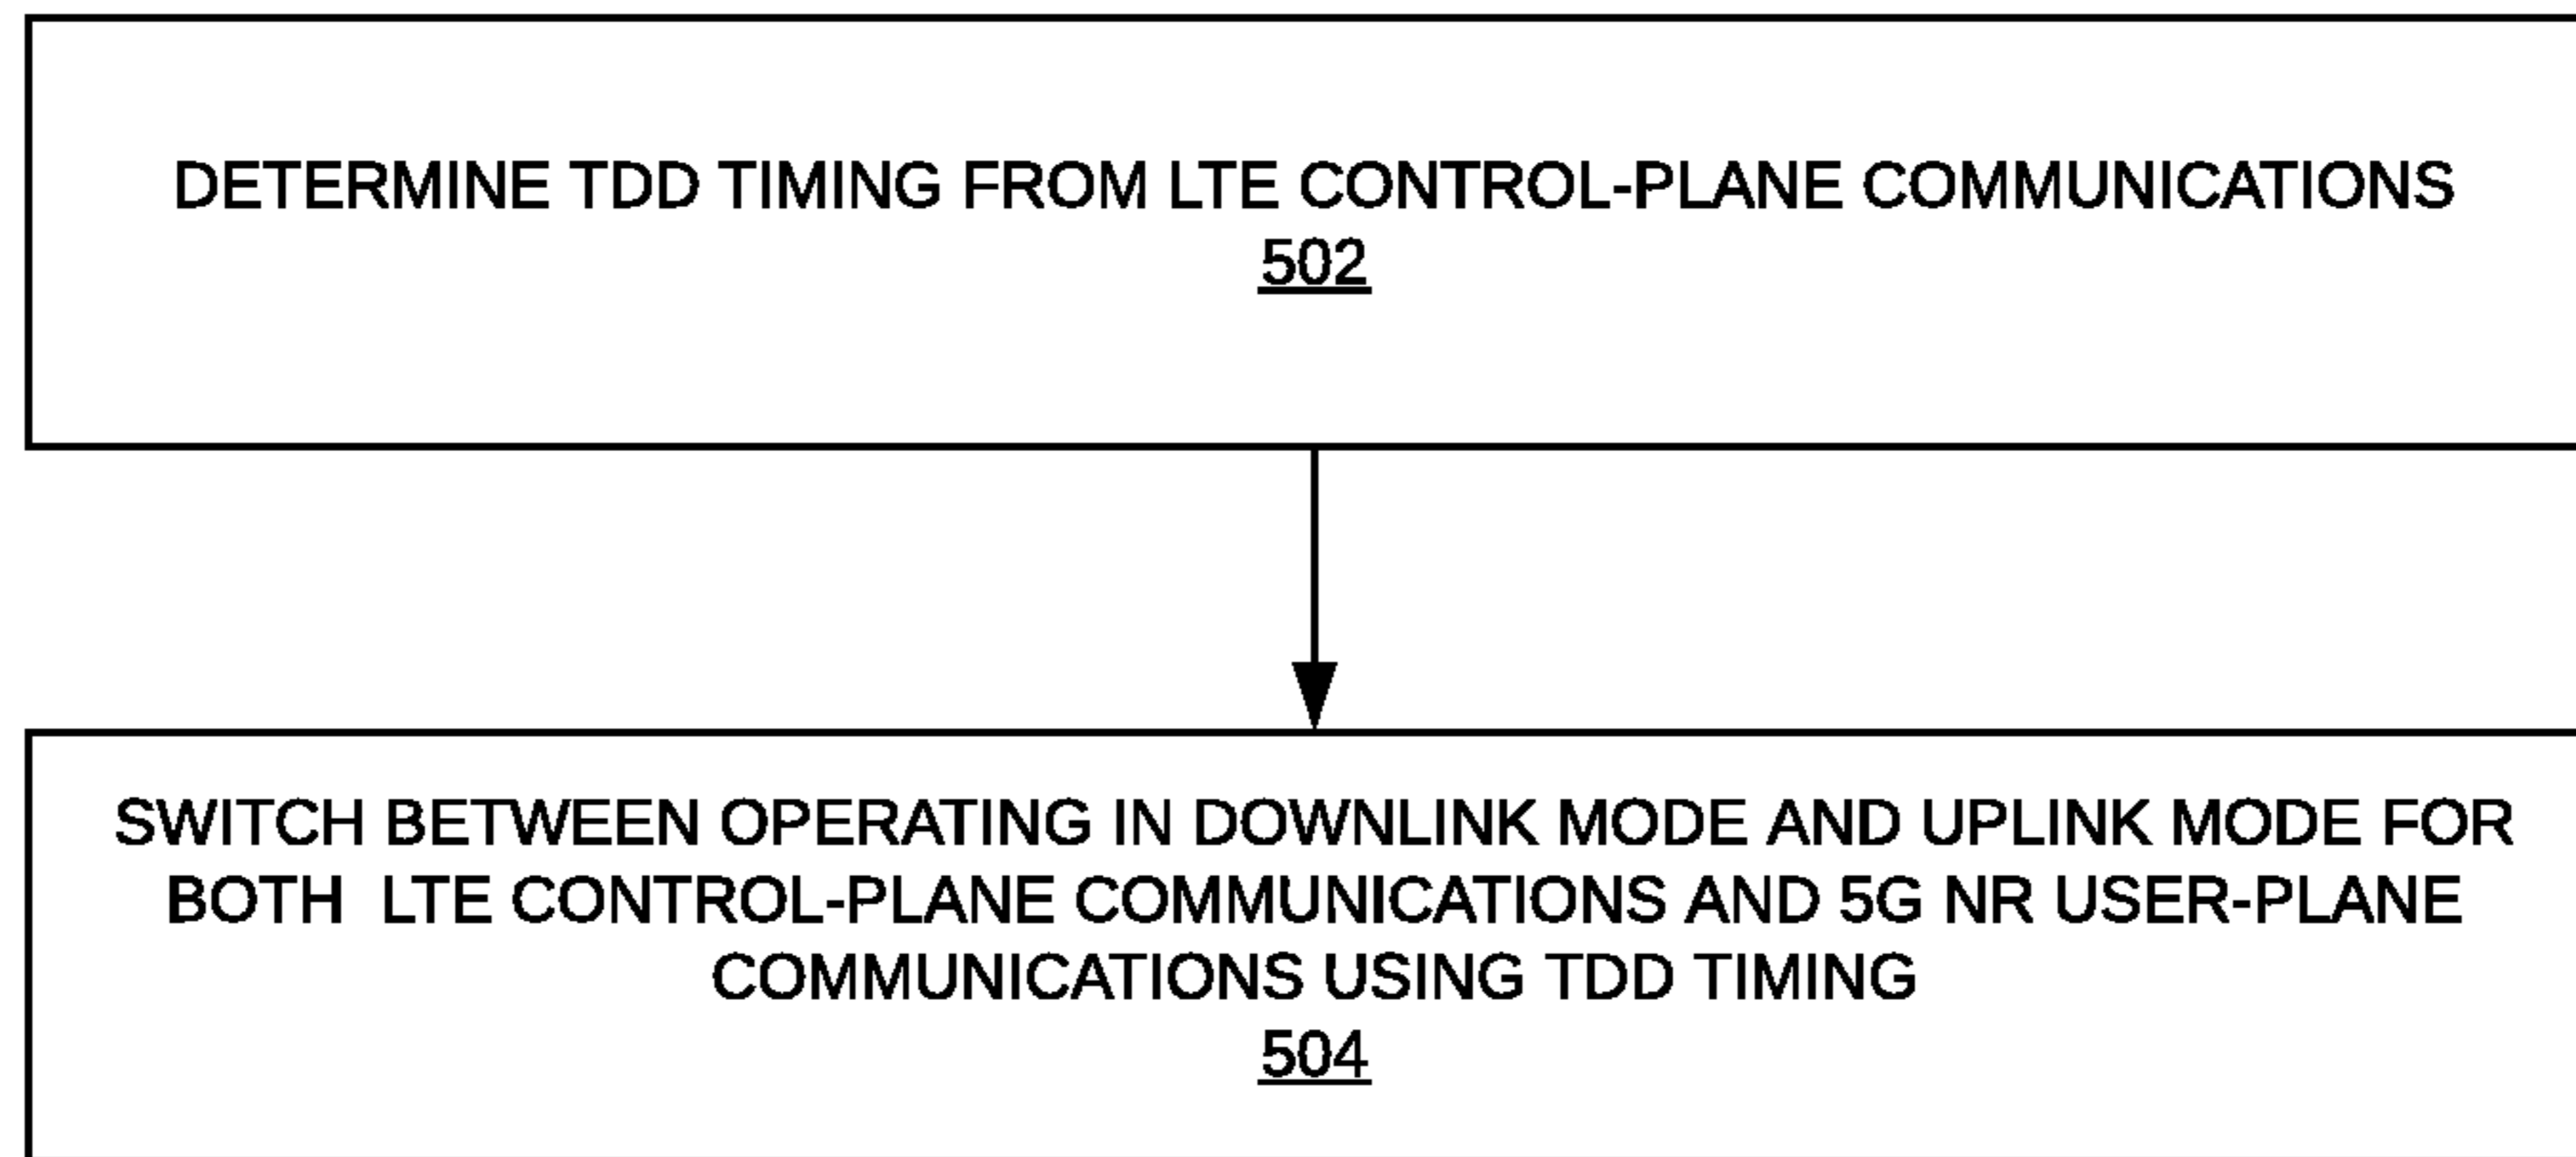 DETERMINE TDD TIMING FROM LTE CONTROL-PLANE COMMUNICATIONS
502
SWITCH BETWEEN OPERATING IN DOWNLINK MODE AND UPLINK MODE FOR
BOTH  LTE CONTROL-PLANE COMMUNICATIONS AND 5G NR USER-PLANE
COMMUNICATIONS USING TDD TIMING
504